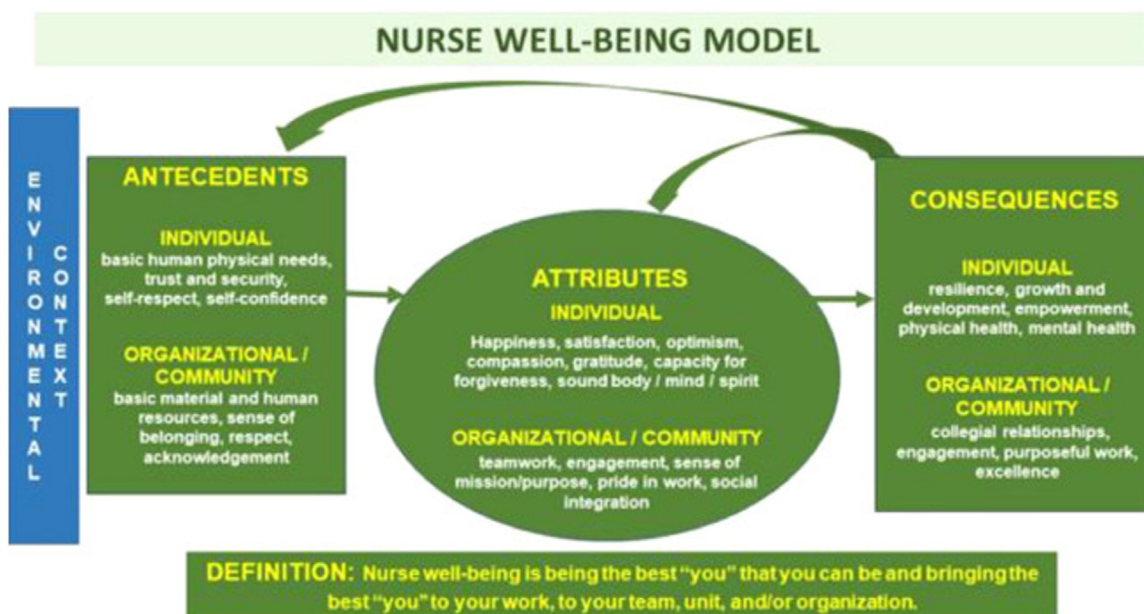 NURSE WELL-BEING MODEL
ENVIRONMENTAL
CONTEXT
ANTECEDENTS
INDIVIDUAL
basic human physical needs,
trust and security,
self-respect, self-confidence
ORGANIZATIONAL /
COMMUNITY
basic material and human
resources, sense of
belonging, respect,
acknowledgement
ATTRIBUTES
INDIVIDUAL
Happiness, satisfaction, optimism,
compassion, gratitude, capacity for
forgiveness, sound body / mind / spirit
ORGANIZATIONAL / COMMUNITY
teamwork, engagement, sense of
mission/purpose, pride in work, social
integration
CONSEQUENCES
INDIVIDUAL
resilience, growth and
development, empowerment,
physical health, mental health
ORGANIZATIONAL /
COMMUNITY
collegial relationships,
engagement, purposeful work,
excellence
DEFINITION: Nurse well-being is being the best “you” that you can be and bringing the
best “you” to your work, to your team, unit, and/or organization.